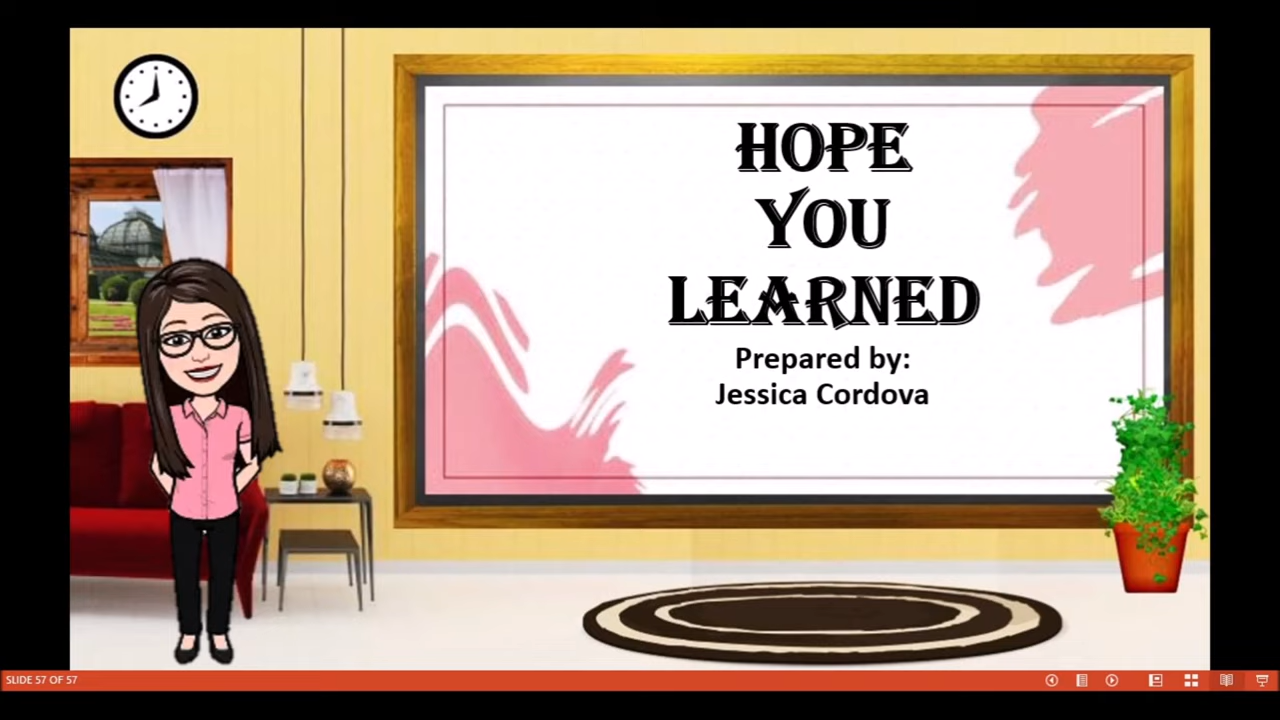 HOPE
YOU
LEARNED
Prepared by:
Jessica Cordova
SLIDE 57 OF 57